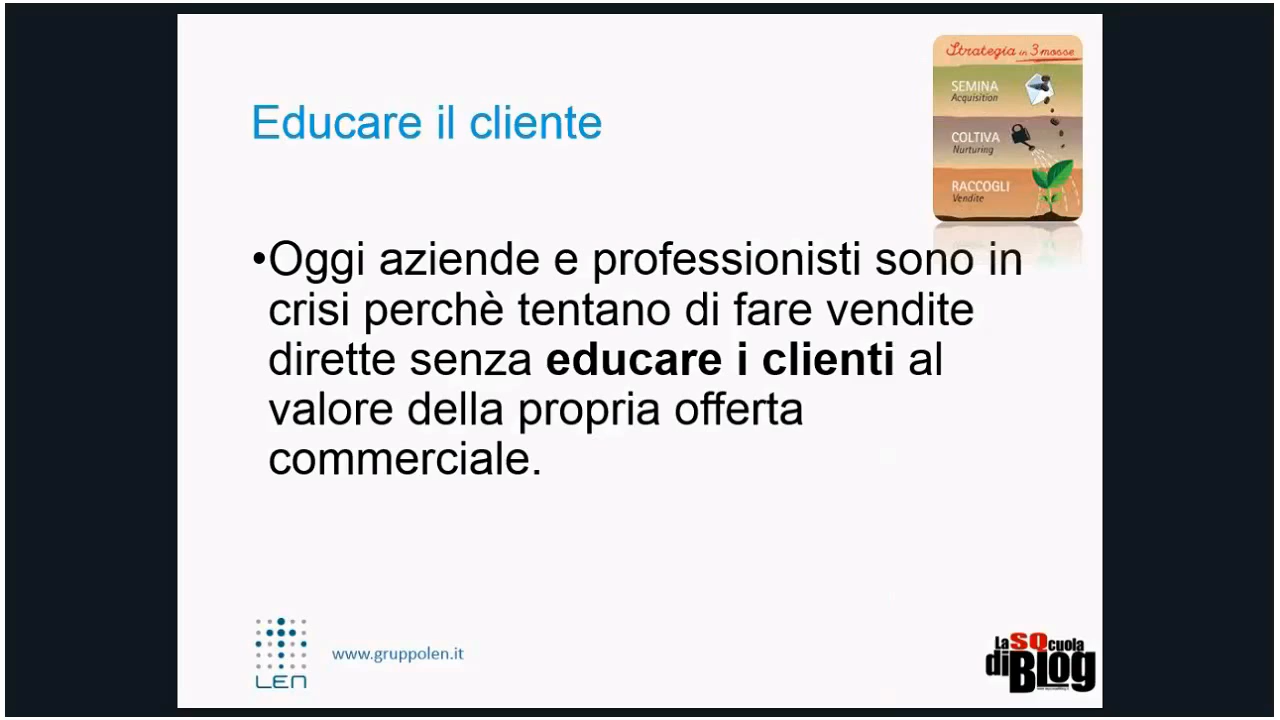 Strategia in 3 mosse
SEMINA
Acquisition
COLTIVA
Nurturing
RACCOGLI
Vendite
Educare il cliente
•Oggi aziende e professionisti sono in
crisi perchè tentano di fare vendite
dirette senza educare i clienti al
valore della propria offerta
commerciale.
LEN
www.gruppolen.it
La SQcuola
di BLog